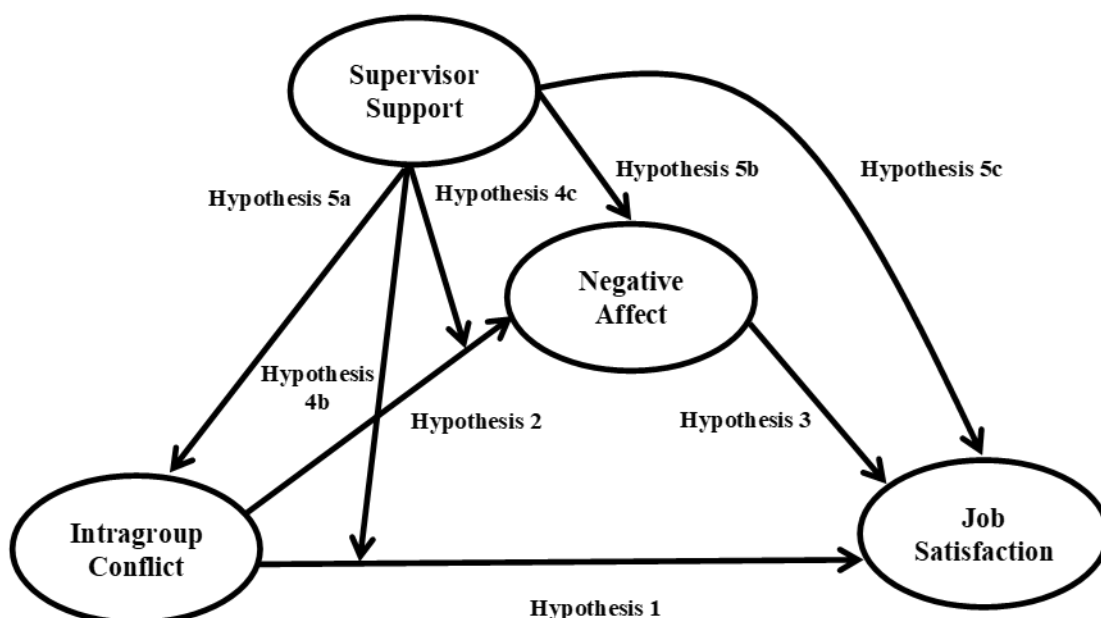 Supervisor
Support
Hypothesis 5a
Hypothesis 4c
Hypothesis 5b
Hypothesis 5c
Negative
Affect
Hypothesis
4b
Hypothesis 2
Hypothesis 3
Intragroup
Conflict
Job
Satisfaction
Hypothesis 1